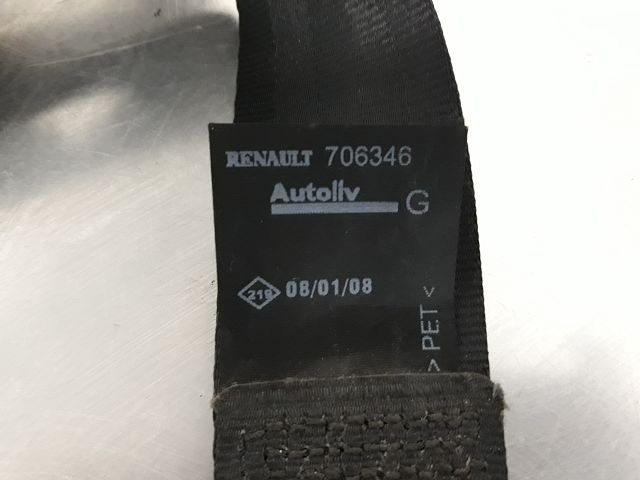 RENAULT 706346
Autoliv
G
219 08/01/08
> PET <